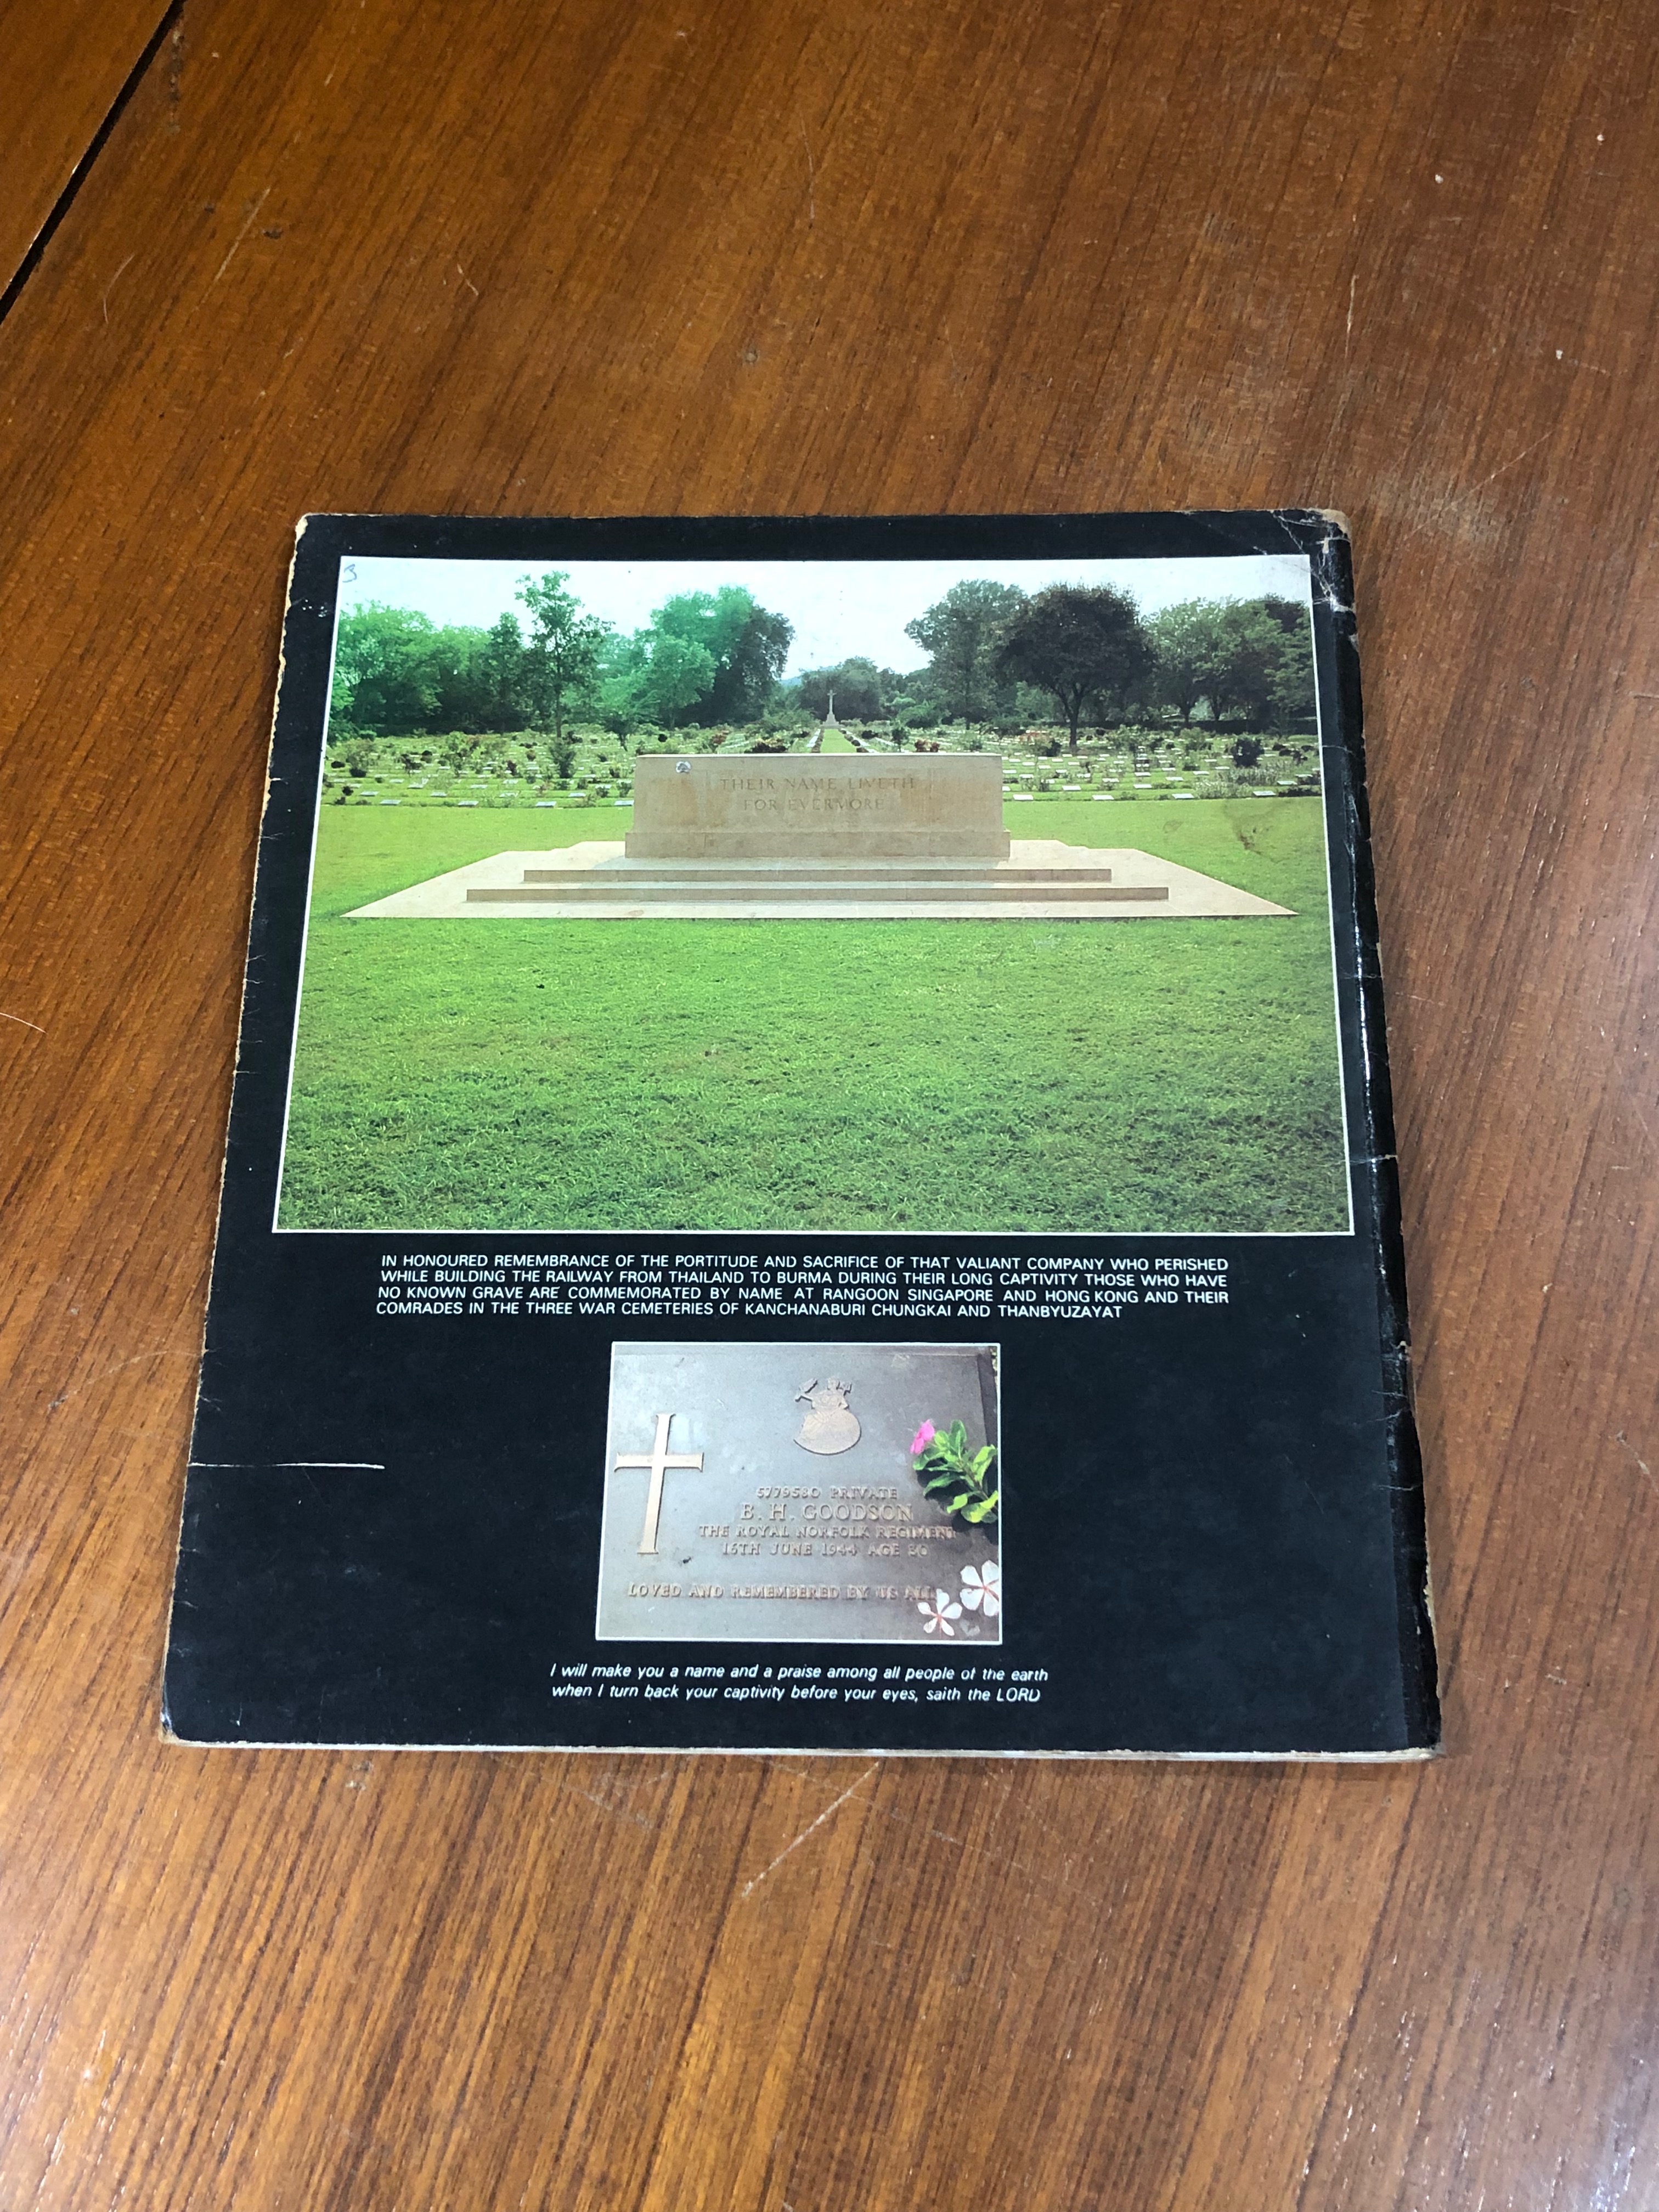 3
THEIR NAME LIVETH
FOR EVERMORE
IN HONOURED REMEMBRANCE OF THE PORTITUDE AND SACRIFICE OF THAT VALIANT COMPANY WHO PERISHED
WHILE BUILDING THE RAILWAY FROM THAILAND TO BURMA DURING THEIR LONG CAPTIVITY THOSE WHO HAVE
NO KNOWN GRAVE ARE COMMEMORATED BY NAME AT RANGOON SINGAPORE AND HONG KONG AND THEIR
COMRADES IN THE THREE WAR CEMETERIES OF KANCHANABURI CHUNGKAI AND THANBYUZAYAT
5779580 PRIVATE
B. H. GOODSON
THE ROYAL NORFOLK REGIMENT
16TH JUNE 1944 AGE 30
LOVED AND REMEMBERED BY US ALL
I will make you a name and a praise among all people of the earth
when I turn back your captivity before your eyes, saith the LORD